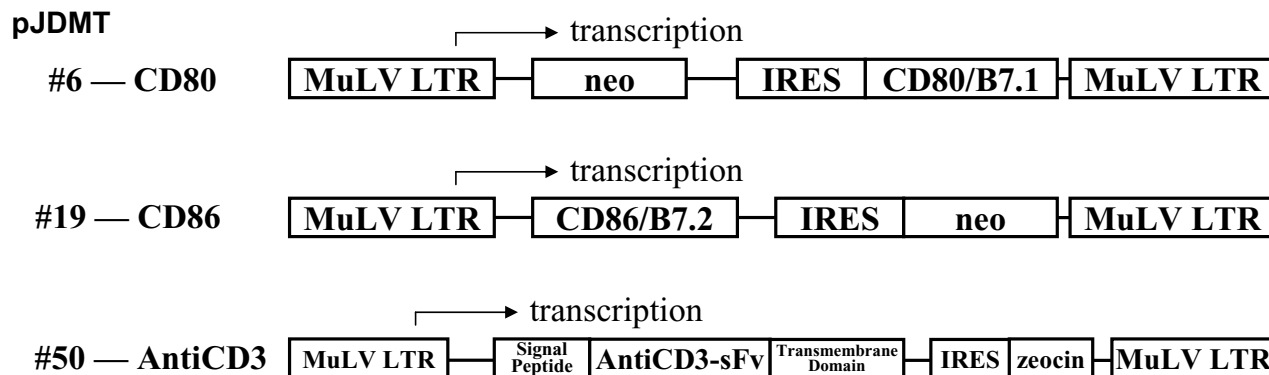 pJDMT
transcription
#6 — CD80 MuLV LTR neo IRES CD80/B7.1 MuLV LTR
transcription
#19 — CD86 MuLV LTR CD86/B7.2 IRES neo MuLV LTR
transcription
#50 — AntiCD3 MuLV LTR Signal Peptide AntiCD3-sFv Transmembrane Domain IRES zeocin MuLV LTR